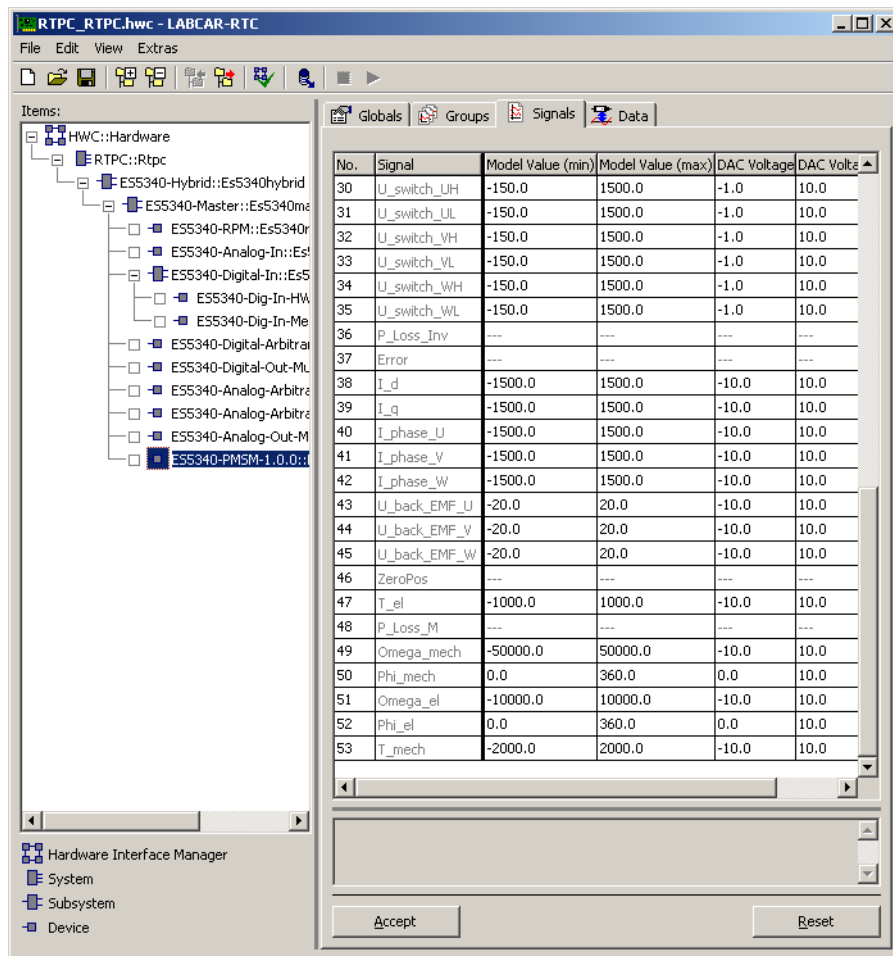 RTPC_RTPC.hwc - LABCAR-RTC
File Edit View Extras
Items:
HWC::Hardware
RTPC::Rtpc
ES5340-Hybrid::Es5340hybrid
ES5340-Master::Es5340ma
ES5340-RPM::Es5340r
ES5340-Analog-In::Es5
ES5340-Digital-In::Es5
ES5340-Dig-In-HW
ES5340-Dig-In-Me
ES5340-Digital-Arbitrar
ES5340-Digital-Out-Mu
ES5340-Analog-Arbitra
ES5340-Analog-Arbitra
ES5340-Analog-Out-M
ES5340-PMSM-1.0.0::
Hardware Interface Manager
System
Subsystem
Device
Globals Groups Signals Data
No. Signal Model Value (min) Model Value (max) DAC Voltage DAC Volta
30 U_switch_UH -150.0 1500.0 -1.0 10.0
31 U_switch_UL -150.0 1500.0 -1.0 10.0
32 U_switch_VH -150.0 1500.0 -1.0 10.0
33 U_switch_VL -150.0 1500.0 -1.0 10.0
34 U_switch_WH -150.0 1500.0 -1.0 10.0
35 U_switch_WL -150.0 1500.0 -1.0 10.0
36 P_Loss_Inv --- --- --- ---
37 Error --- --- --- ---
38 I_d -1500.0 1500.0 -10.0 10.0
39 I_q -1500.0 1500.0 -10.0 10.0
40 I_phase_U -1500.0 1500.0 -10.0 10.0
41 I_phase_V -1500.0 1500.0 -10.0 10.0
42 I_phase_W -1500.0 1500.0 -10.0 10.0
43 U_back_EMF_U -20.0 20.0 -10.0 10.0
44 U_back_EMF_V -20.0 20.0 -10.0 10.0
45 U_back_EMF_W -20.0 20.0 -10.0 10.0
46 ZeroPos --- --- --- ---
47 T_el -1000.0 1000.0 -10.0 10.0
48 P_Loss_M --- --- --- ---
49 Omega_mech -50000.0 50000.0 -10.0 10.0
50 Phi_mech 0.0 360.0 0.0 10.0
51 Omega_el -10000.0 10000.0 -10.0 10.0
52 Phi_el 0.0 360.0 0.0 10.0
53 T_mech -2000.0 2000.0 -10.0 10.0
Accept Reset